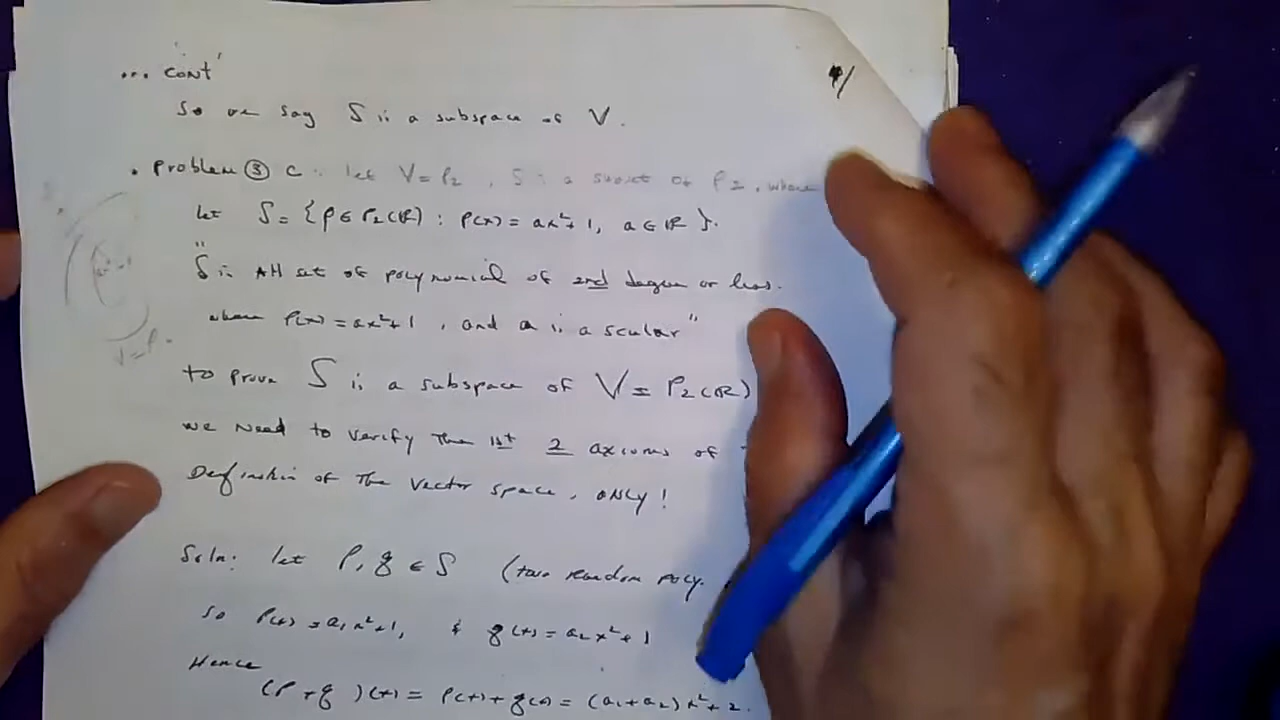 ... cont'
So we say S is a subspace of V.
. Problem ③ C : let V = P₂ , S is a subset of P₂ , where
let S = { p ∈ P₂(ℝ) : p(x) = ax² + 1, a ∈ ℝ }.
"S is All set of polynomial of 2nd degree or less.
where p(x) = ax² + 1 , and a is a scular"
to prove S is a subspace of V = P₂(ℝ)
we need to verify the 1st 2 axioms of
Definition of the vector space, ONLY!
Soln: let p, q ∈ S (two random poly.
So p(x) = a₁x² + 1, & q(x) = a₂x² + 1
Hence
(p + q)(x) = p(x) + q(x) = (a₁ + a₂)x² + 2.